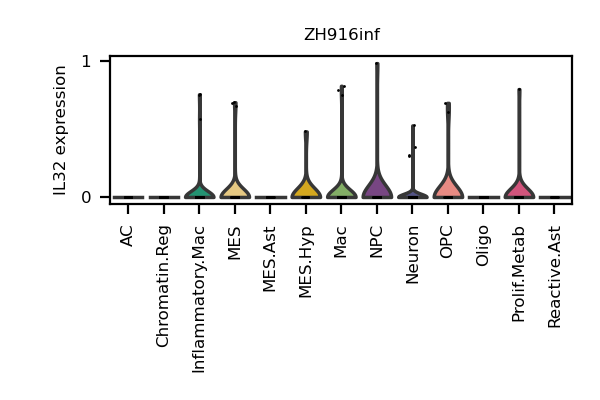 ZH916inf
IL32 expression
1
0
AC
Chromatin.Reg
Inflammatory.Mac
MES
MES.Ast
MES.Hyp
Mac
NPC
Neuron
OPC
Oligo
Prolif.Metab
Reactive.Ast